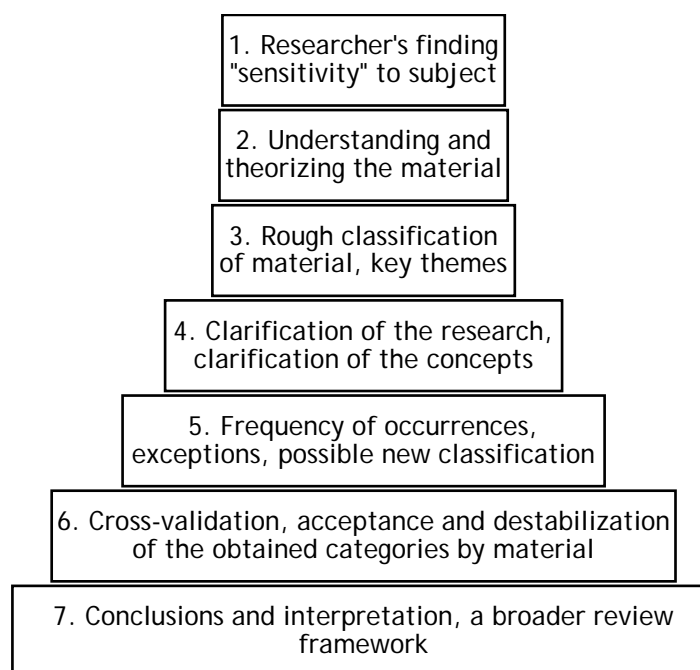 1. Researcher's finding
"sensitivity" to subject
2. Understanding and
theorizing the material
3. Rough classification
of material, key themes
4. Clarification of the research,
clarification of the concepts
5. Frequency of occurrences,
exceptions, possible new classification
6. Cross-validation, acceptance and destabilization
of the obtained categories by material
7. Conclusions and interpretation, a broader review
framework